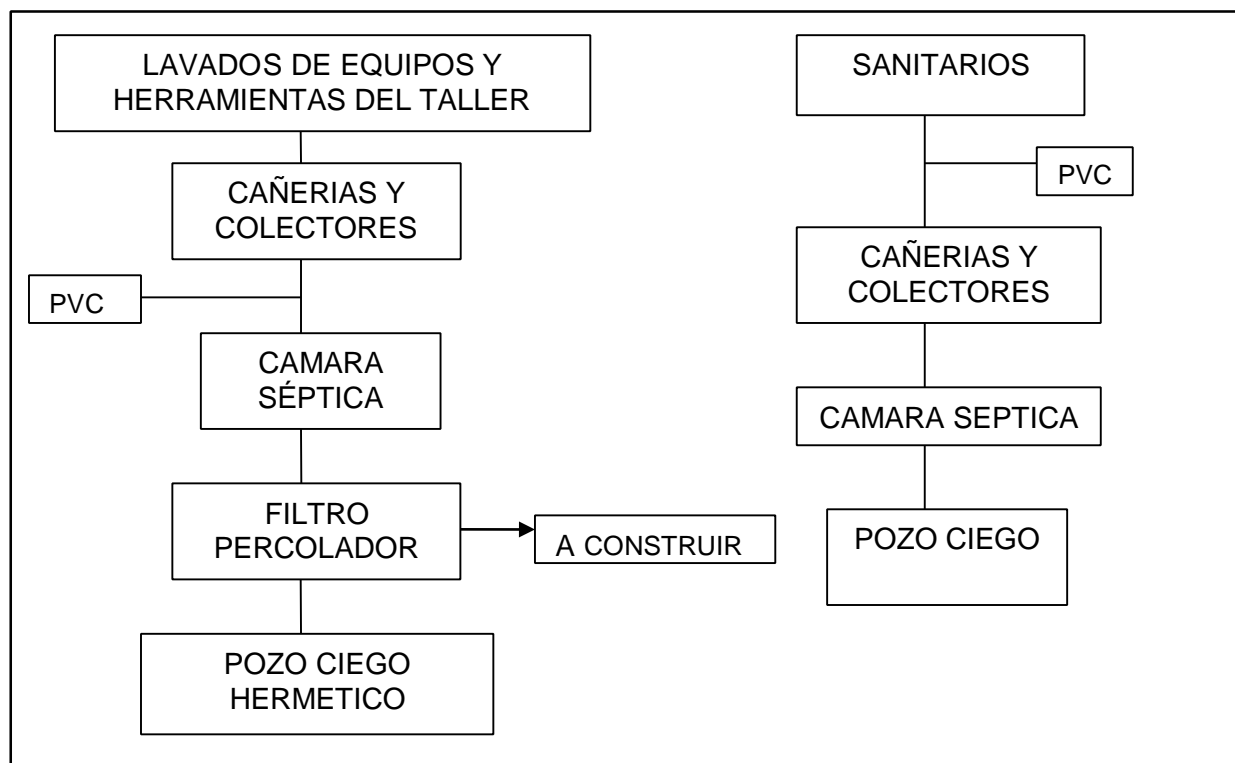 LAVADOS DE EQUIPOS Y
HERRAMIENTAS DEL TALLER
CAÑERIAS Y
COLECTORES
PVC
CAMARA
SÉPTICA
FILTRO
PERCOLADOR
A CONSTRUIR
POZO CIEGO
HERMETICO
SANITARIOS
PVC
CAÑERIAS Y
COLECTORES
CAMARA SEPTICA
POZO CIEGO